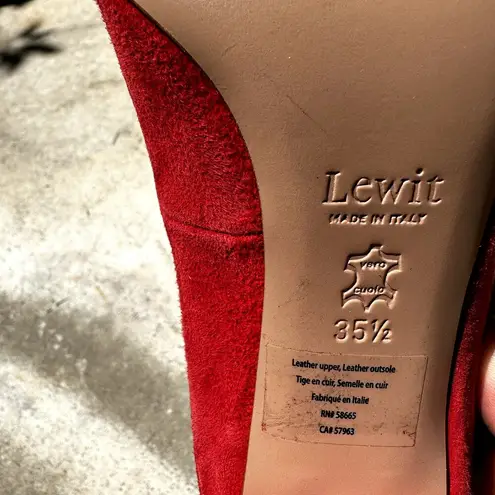 Lewit
MADE IN ITALY
vero
cuoio
35½
Leather upper, Leather outsole
Tige en cuir, Semelle en cuir
Fabriqué en Italie
RN# 58665
CA# 57963